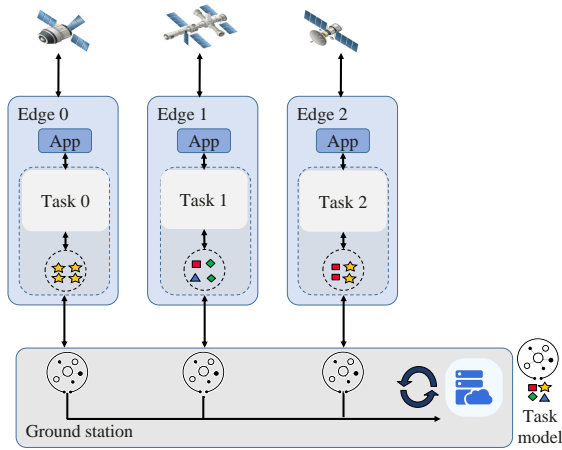 Edge 0
Edge 1
Edge 2
App
App
App
Task 0
Task 1
Task 2
Ground station
Task
model